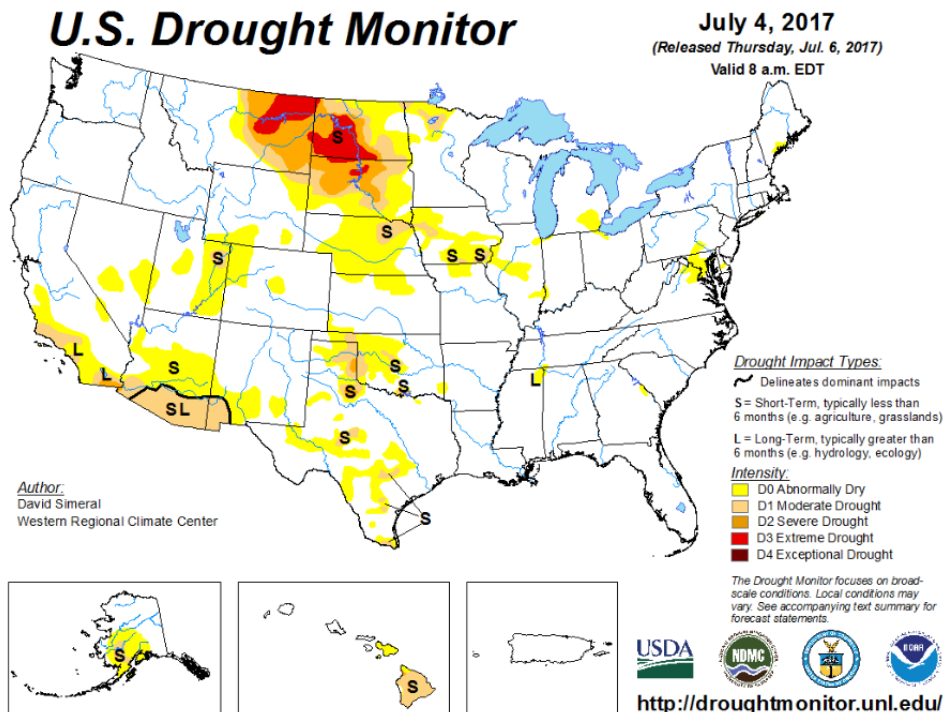 U.S. Drought Monitor
July 4, 2017
(Released Thursday, Jul. 6, 2017)
Valid 8 a.m. EDT
S
S
S
S S
L
L
S
S L
S
S
S
S
S
L
Drought Impact Types:
Delineates dominant impacts
S = Short-Term, typically less than
6 months (e.g. agriculture, grasslands)
L = Long-Term, typically greater than
6 months (e.g. hydrology, ecology)
Intensity:
D0 Abnormally Dry
D1 Moderate Drought
D2 Severe Drought
D3 Extreme Drought
D4 Exceptional Drought
Author:
David Simeral
Western Regional Climate Center
The Drought Monitor focuses on broad-
scale conditions. Local conditions may
vary. See accompanying text summary for
forecast statements.
S
S
USDA
NDMC
NOAA
http://droughtmonitor.unl.edu/